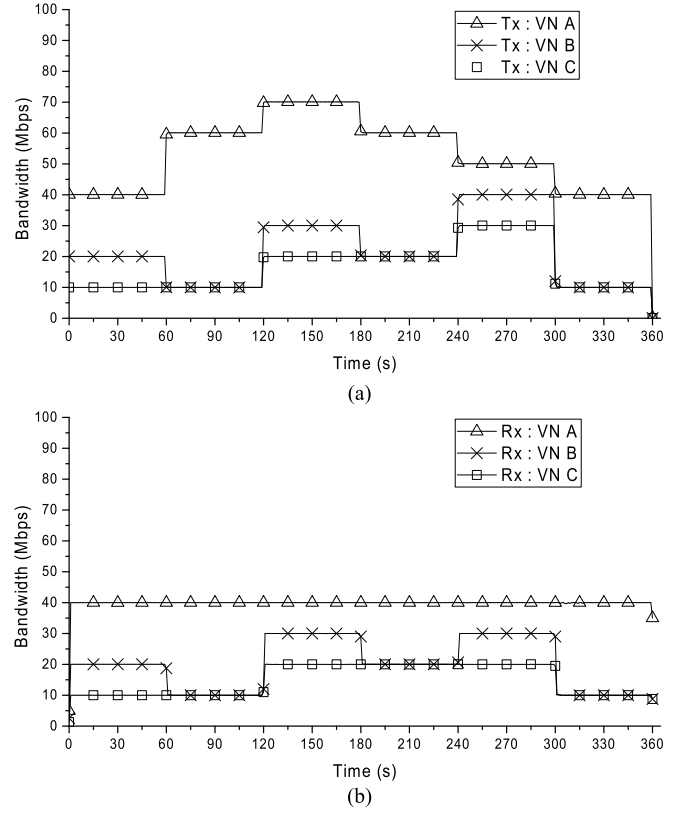 100
90
80
70
60
50
40
30
20
10
0
Bandwidth (Mbps)
Tx : VN A
Tx : VN B
Tx : VN C
0 30 60 90 120 150 180 210 240 270 300 330 360
Time (s)
(a)
100
90
80
70
60
50
40
30
20
10
0
Bandwidth (Mbps)
Rx : VN A
Rx : VN B
Rx : VN C
0 30 60 90 120 150 180 210 240 270 300 330 360
Time (s)
(b)